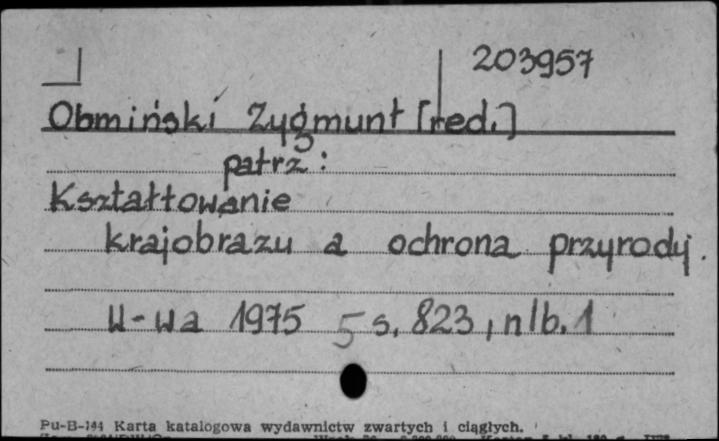 203957
Obmiński Zygmunt [red.]
patrz:
Kształtowanie
krajobrazu a ochrona przyrody.
W-wa 1975 5 s. 823, nlb. 1
Pu-B-144 Karta katalogowa wydawnictw zwartych i ciągłych.